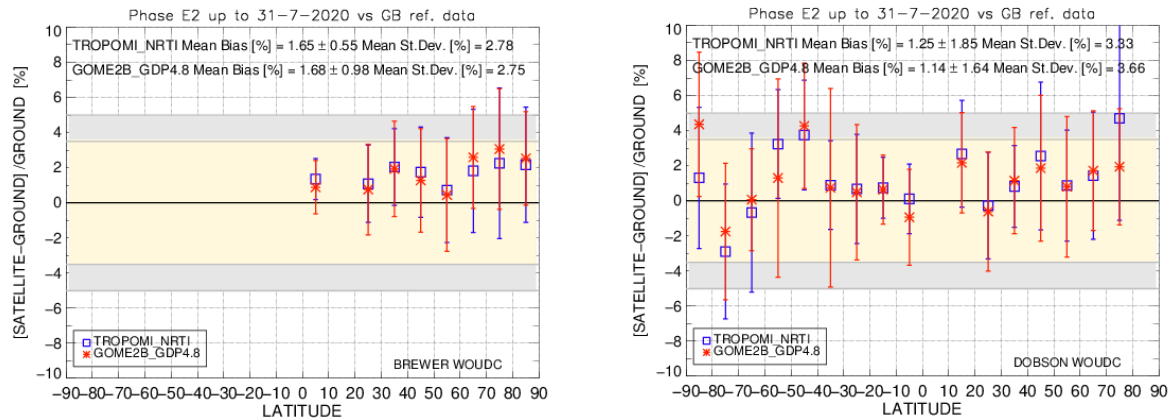 Phase E2 up to 31-7-2020 vs GB ref. data
TROPOMI_NRTI Mean Bias [%] = 1.65 ± 0.55 Mean St.Dev. [%] = 2.78
GOME2B_GDP4.8 Mean Bias [%] = 1.68 ± 0.98 Mean St.Dev. [%] = 2.75
[SATELLITE-GROUND] /GROUND [%]
10
8
6
4
2
0
−2
−4
−6
−8
−10
TROPOMI_NRTI
GOME2B_GDP4.8
BREWER WOUDC
−90−80−70−60−50−40−30−20−10 0 10 20 30 40 50 60 70 80 90
LATITUDE
Phase E2 up to 31-7-2020 vs GB ref. data
TROPOMI_NRTI Mean Bias [%] = 1.25 ± 1.85 Mean St.Dev. [%] = 3.33
GOME2B_GDP4.8 Mean Bias [%] = 1.14 ± 1.64 Mean St.Dev. [%] = 3.66
[SATELLITE-GROUND] /GROUND [%]
10
8
6
4
2
0
−2
−4
−6
−8
−10
TROPOMI_NRTI
GOME2B_GDP4.8
DOBSON WOUDC
−90−80−70−60−50−40−30−20−10 0 10 20 30 40 50 60 70 80 90
LATITUDE